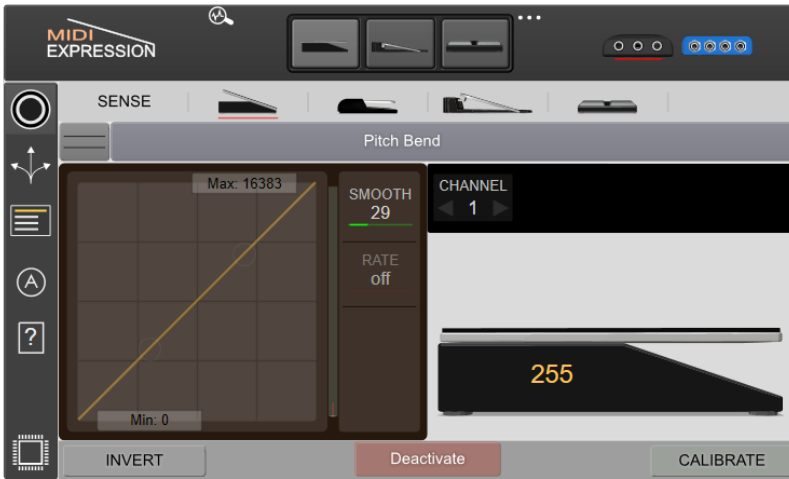 MIDI
EXPRESSION
SENSE
Pitch Bend
Max: 16383
Min: 0
SMOOTH
29
RATE
off
CHANNEL
1
255
A
?
INVERT
Deactivate
CALIBRATE